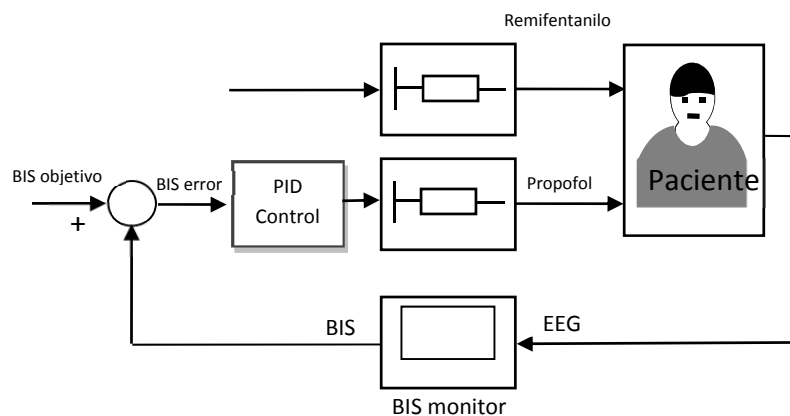 Remifentanilo
BIS objetivo
+
BIS error
PID
Control
Propofol
Paciente
BIS
EEG
BIS monitor